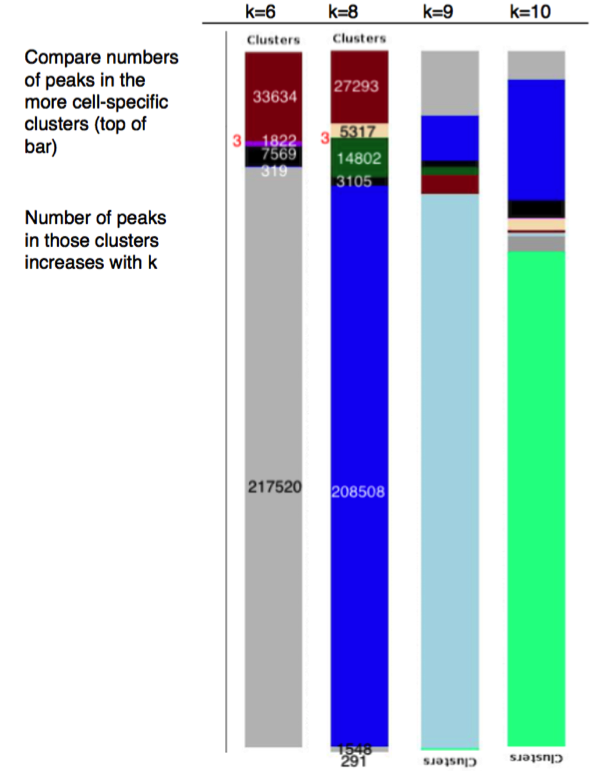 k=6 k=8 k=9 k=10
Clusters Clusters
Compare numbers
of peaks in the
more cell-specific
clusters (top of
bar)
33634
3 1822
7569
319
217520
27293
5317
3
14802
3105
208508
1548
291
Number of peaks
in those clusters
increases with k
Clusters Clusters